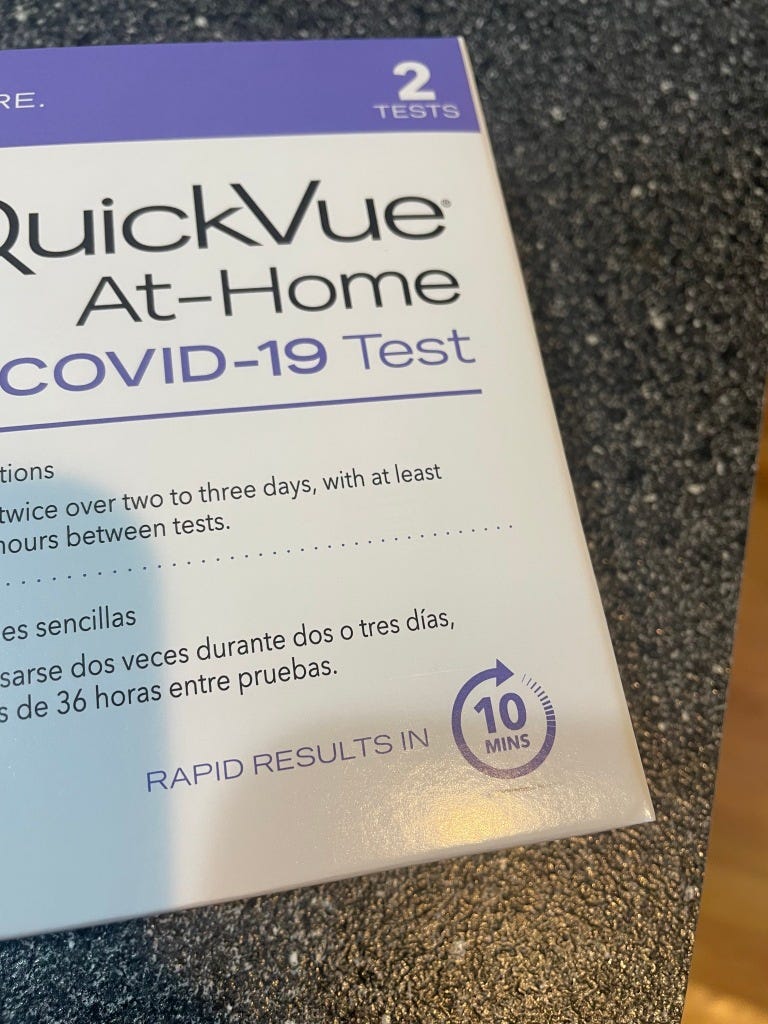 RE.
2
TESTS
QuickVue®
At-Home
COVID-19 Test
tions
twice over two to three days, with at least
hours between tests.
es sencillas
sarse dos veces durante dos o tres días,
s de 36 horas entre pruebas.
RAPID RESULTS IN
10
MINS